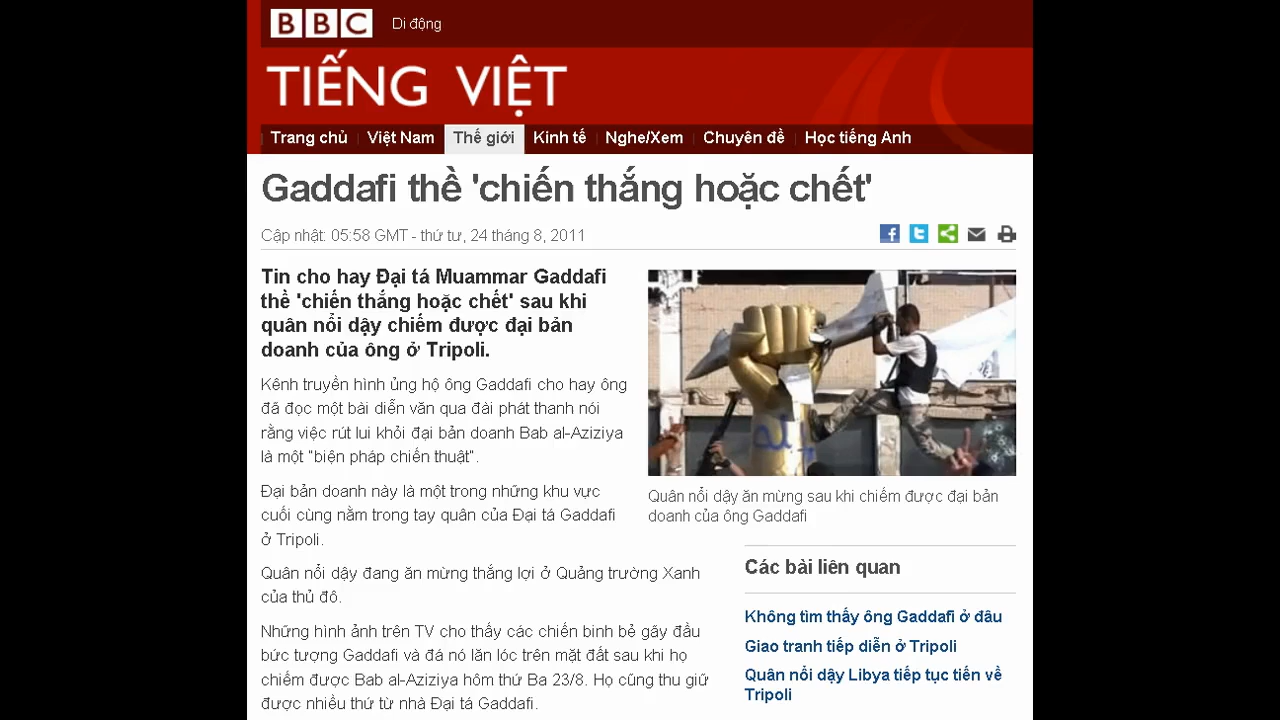 BBC Di động
TIẾNG VIỆT
Trang chủ Việt Nam Thế giới Kinh tế Nghe/Xem Chuyên đề Học tiếng Anh
Gaddafi thề 'chiến thắng hoặc chết'
Cập nhật: 05:58 GMT - thứ tư, 24 tháng 8, 2011
Tin cho hay Đại tá Muammar Gaddafi
thề 'chiến thắng hoặc chết' sau khi
quân nổi dậy chiếm được đại bản
doanh của ông ở Tripoli.
Kênh truyền hình ủng hộ ông Gaddafi cho hay ông
đã đọc một bài diễn văn qua đài phát thanh nói
rằng việc rút lui khỏi đại bản doanh Bab al-Aziziya
là một "biện pháp chiến thuật".
Đại bản doanh này là một trong những khu vực
cuối cùng nằm trong tay quân của Đại tá Gaddafi
ở Tripoli.
Quân nổi dậy đang ăn mừng thắng lợi ở Quảng trường Xanh
của thủ đô.
Những hình ảnh trên TV cho thấy các chiến binh bẻ gãy đầu
bức tượng Gaddafi và đá nó lăn lóc trên mặt đất sau khi họ
chiếm được Bab al-Aziziya hôm thứ Ba 23/8. Họ cũng thu giữ
được nhiều thứ từ nhà Đại tá Gaddafi.
Quân nổi dậy ăn mừng sau khi chiếm được đại bản
doanh của ông Gaddafi
Các bài liên quan
Không tìm thấy ông Gaddafi ở đâu
Giao tranh tiếp diễn ở Tripoli
Quân nổi dậy Libya tiếp tục tiến về
Tripoli